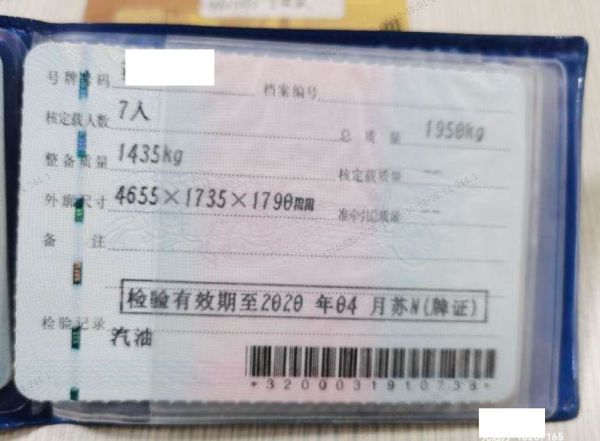 号牌号码
档案编号
核定载人数 7人
总质量 1950kg
整备质量 1435kg
核定载质量 --
外廓尺寸 4655×1735×1790mm
准牵引总质量 --
备注
检验有效期至2020年04月苏N(牌证)
检验记录
汽油
*3200031910738*